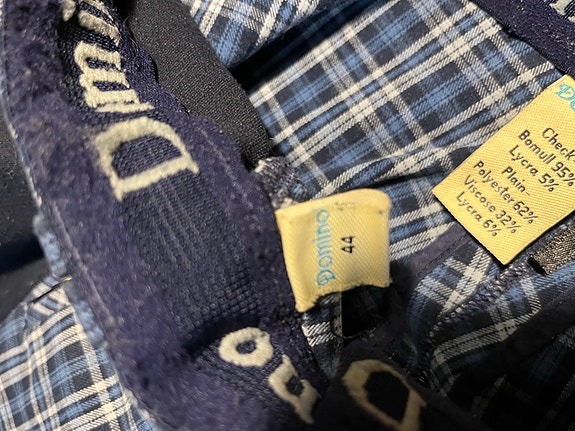 Domino
44
Check
Bomull 95%
Lycra 5%
Plain.
Polyester 62%
Viscose 32%
Lycra 6%